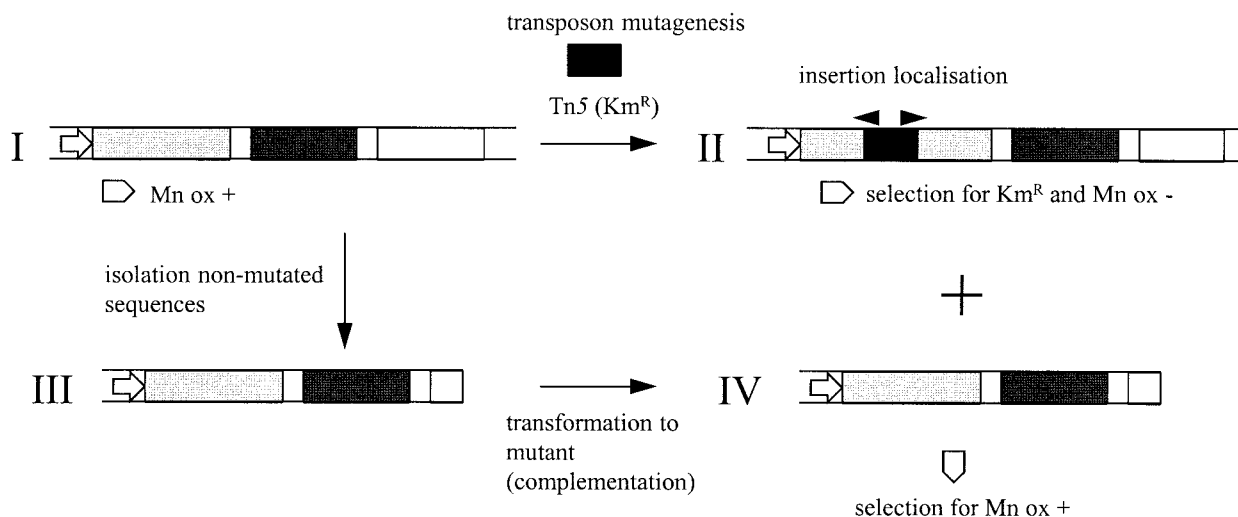 transposon mutagenesis
Tn5 (Km^R)
insertion localisation
I
II
Mn ox +
selection for Km^R and Mn ox -
isolation non-mutated
sequences
+
III
IV
transformation to
mutant
(complementation)
selection for Mn ox +